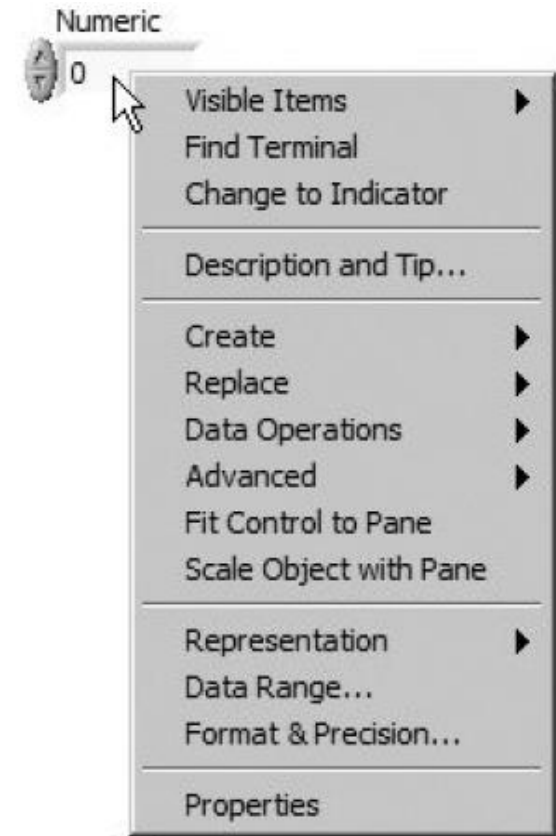 Numeric
0
Visible Items
Find Terminal
Change to Indicator
Description and Tip...
Create
Replace
Data Operations
Advanced
Fit Control to Pane
Scale Object with Pane
Representation
Data Range...
Format & Precision...
Properties